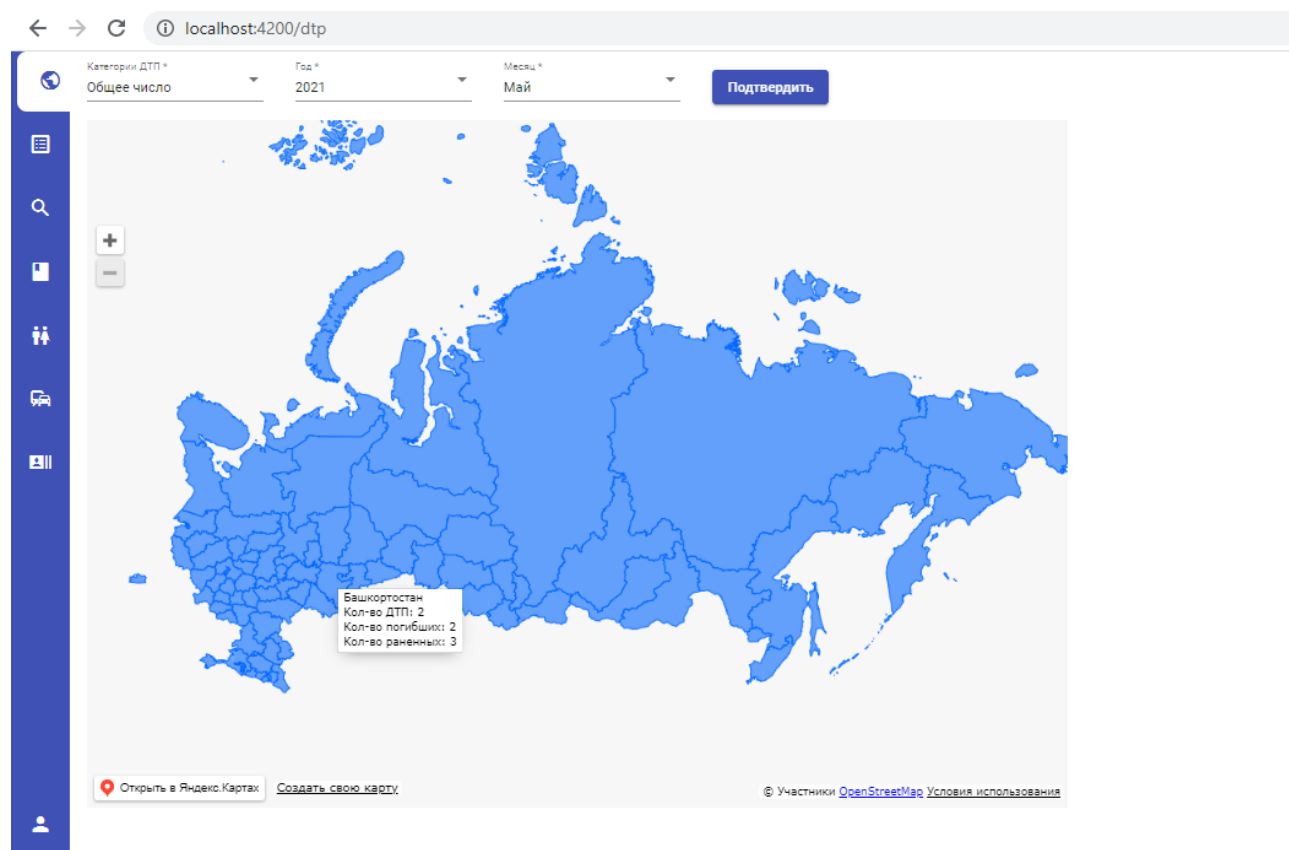 localhost:4200/dtp
Категории ДТП *
Общее число
Год *
2021
Месяц *
Май
Подтвердить
Башкортостан
Кол-во ДТП: 2
Кол-во погибших: 2
Кол-во раненных: 3
Открыть в Яндекс.Картах
Создать свою карту
© Участники OpenStreetMap Условия использования